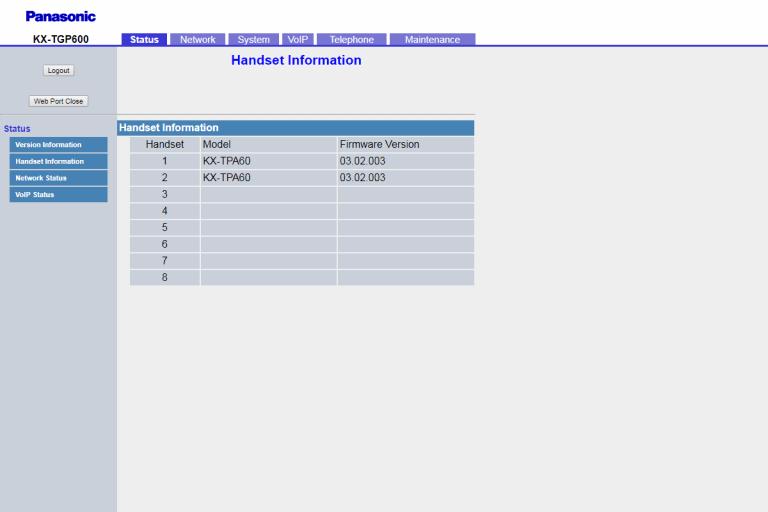 Panasonic
KX-TGP600
Status Network System VoIP Telephone Maintenance
Handset Information
Logout
Web Port Close
Status
Version Information
Handset Information
Network Status
VoIP Status
Handset Information
Handset Model Firmware Version
1 KX-TPA60 03.02.003
2 KX-TPA60 03.02.003
3
4
5
6
7
8